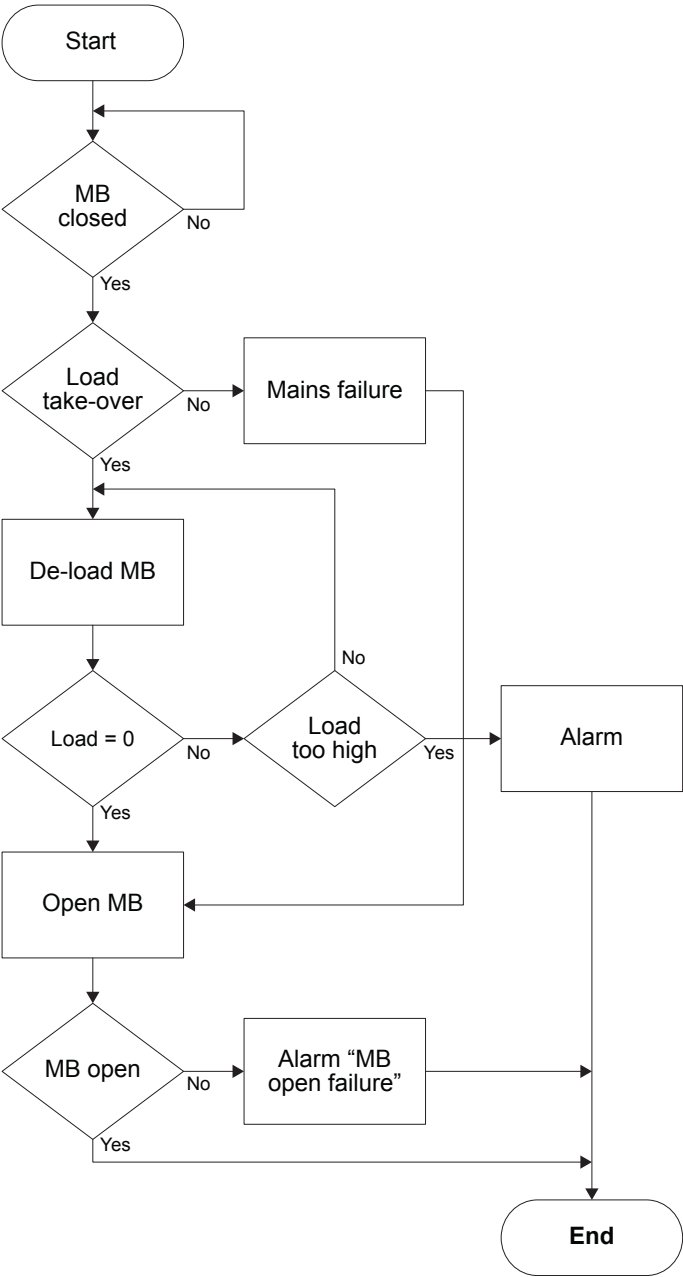 Start
MB
closed
No
Yes
Load
take-over
No
Mains failure
Yes
De-load MB
No
Load = 0
No
Load
too high
Yes
Alarm
Yes
Open MB
MB open
No
Alarm “MB
open failure”
Yes
End